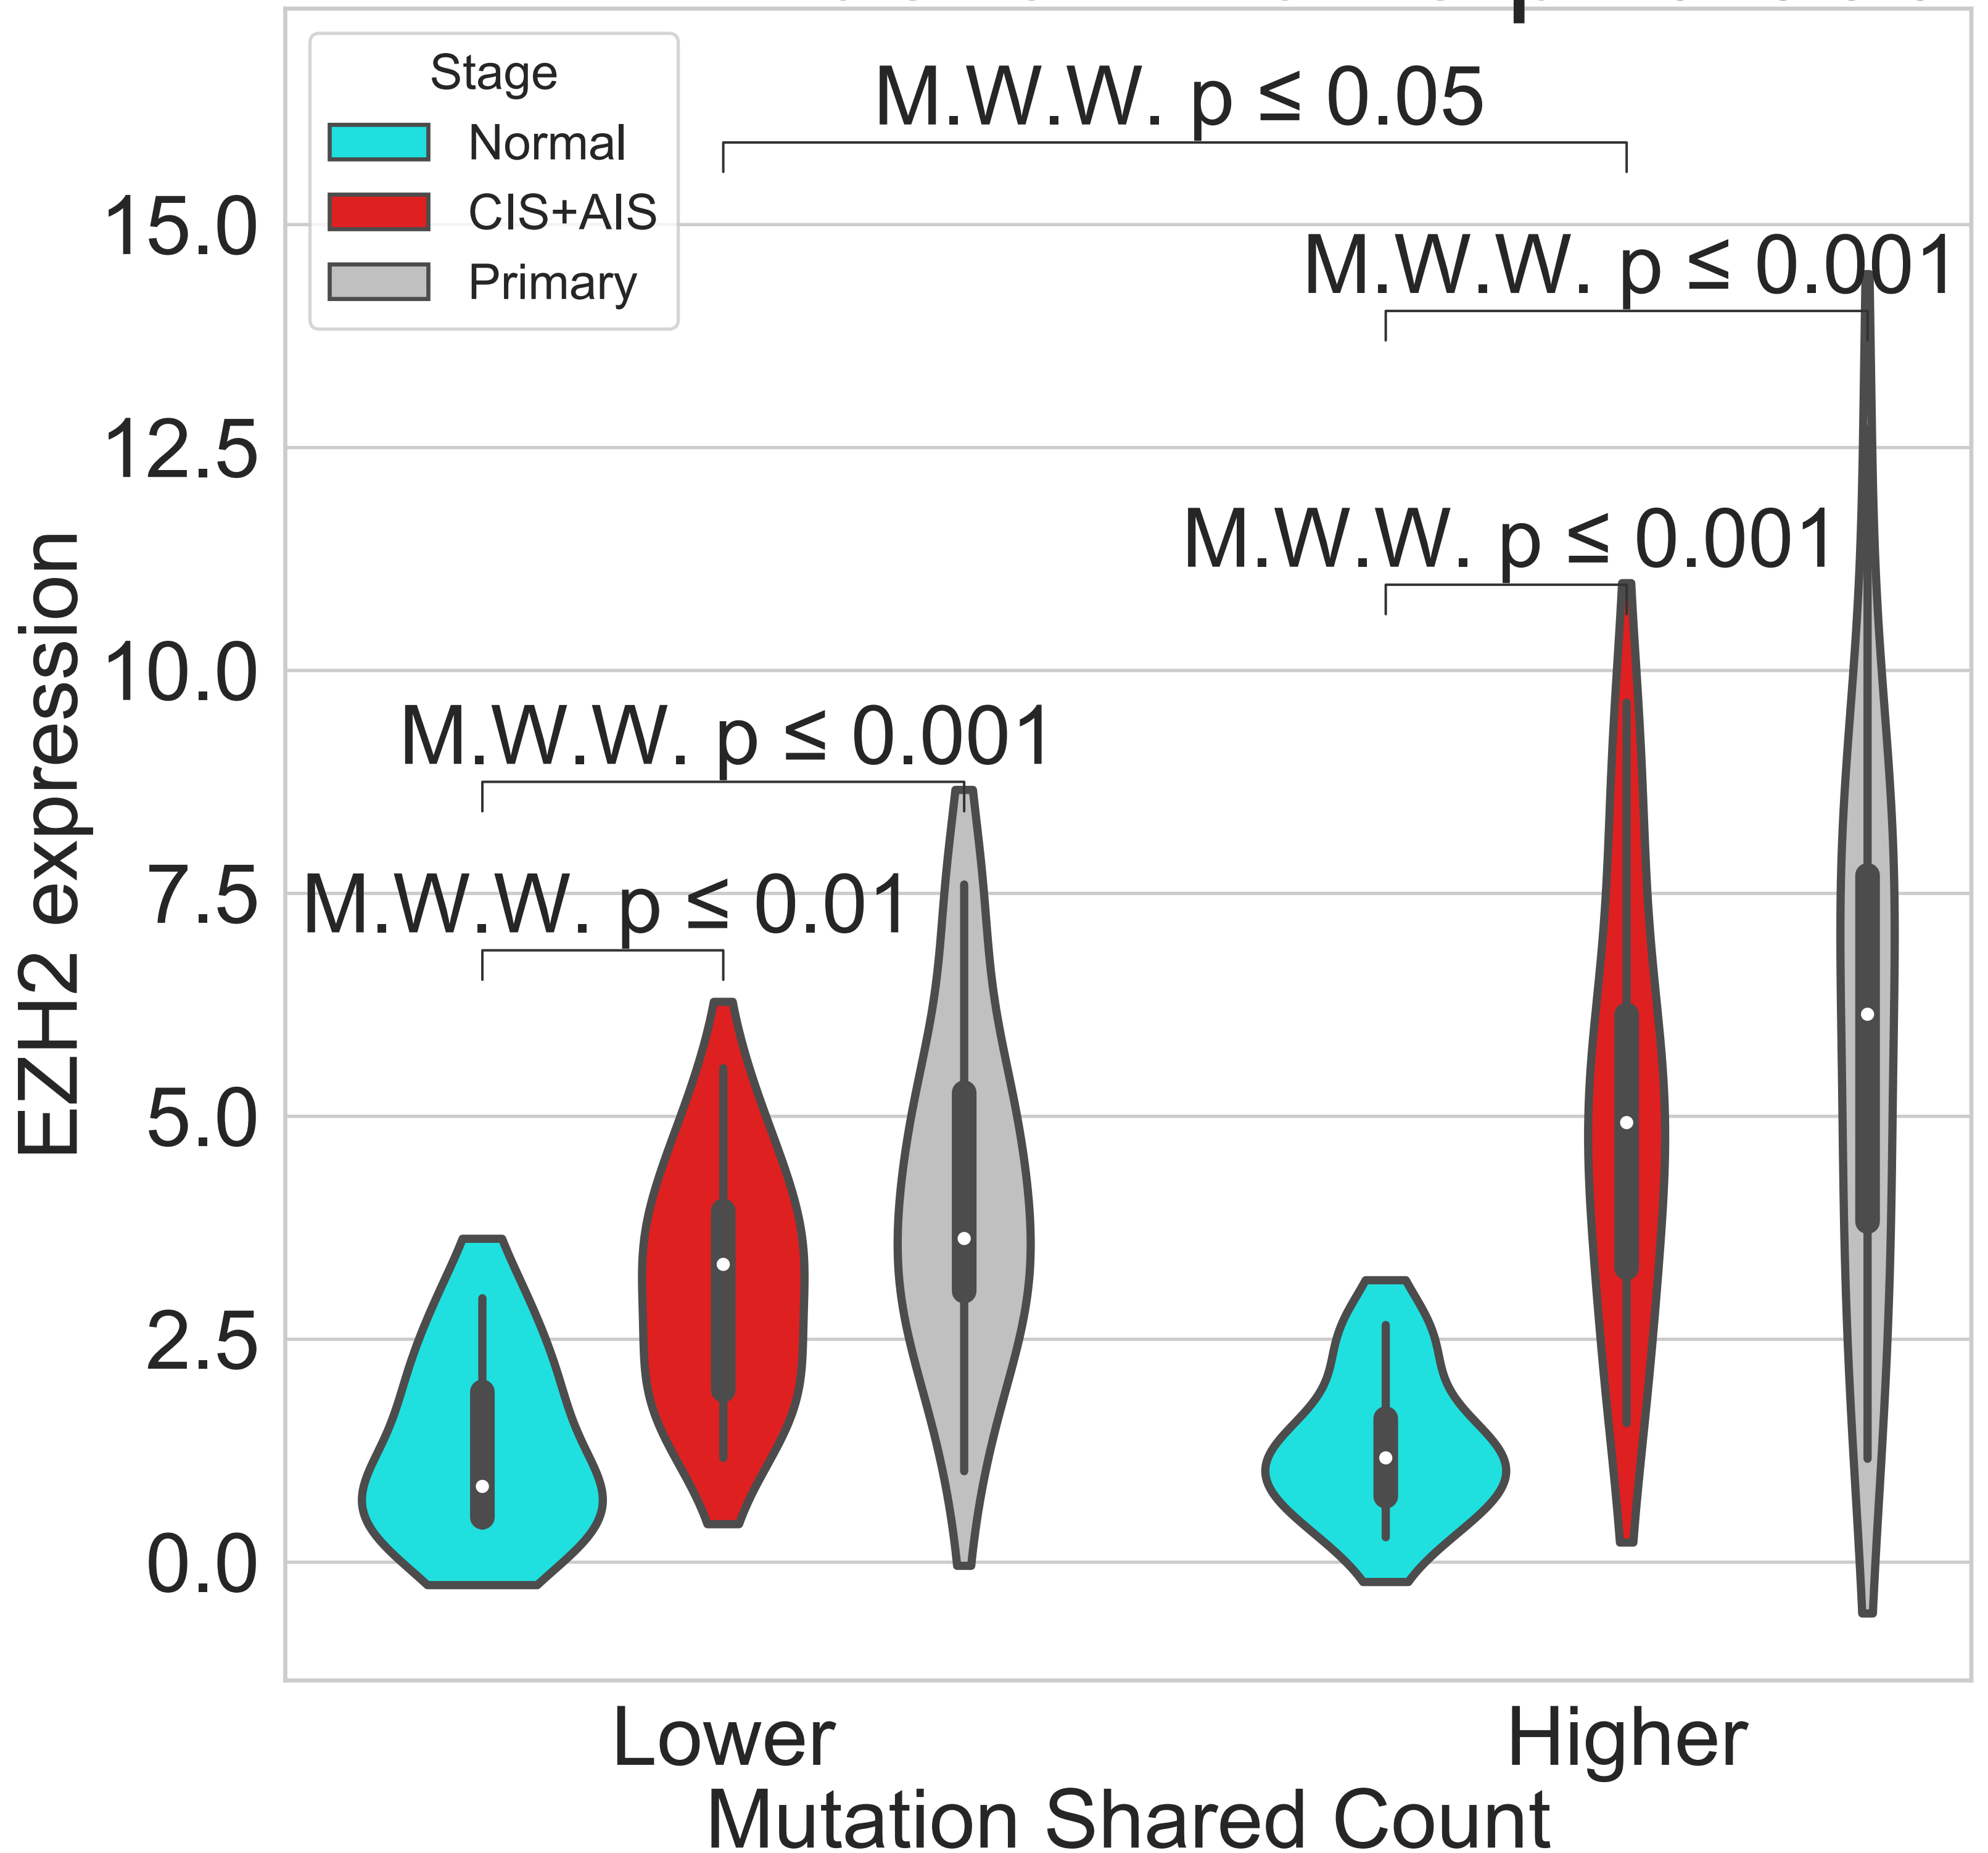 Stage
Normal
CIS+AIS
Primary
M.W.W. p ≤ 0.05
M.W.W. p ≤ 0.001
M.W.W. p ≤ 0.001
M.W.W. p ≤ 0.001
M.W.W. p ≤ 0.01
15.0
12.5
10.0
7.5
5.0
2.5
0.0
EZH2 expression
Lower
Higher
Mutation Shared Count